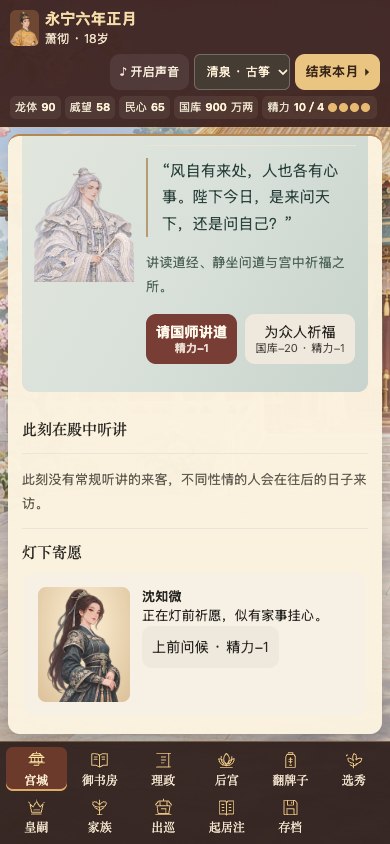 永宁六年正月
萧彻 · 18岁
♪ 开启声音
清泉 · 古筝
结束本月
龙体 90
威望 58
民心 65
国库 900 万两
精力 10 / 4
“风自有来处，人也各有心
事。陛下今日，是来问天
下，还是问自己？”
讲读道经、静坐问道与宫中祈福之
所。
请国师讲道
精力−1
为众人祈福
国库−20 · 精力−1
此刻在殿中听讲
此刻没有常规听讲的来客，不同性情的人会在往后的日子来
访。
灯下寄愿
沈知微
正在灯前祈愿，似有家事挂心。
上前问候 · 精力−1
宫城
御书房
理政
后宫
翻牌子
选秀
皇嗣
家族
出巡
起居注
存档